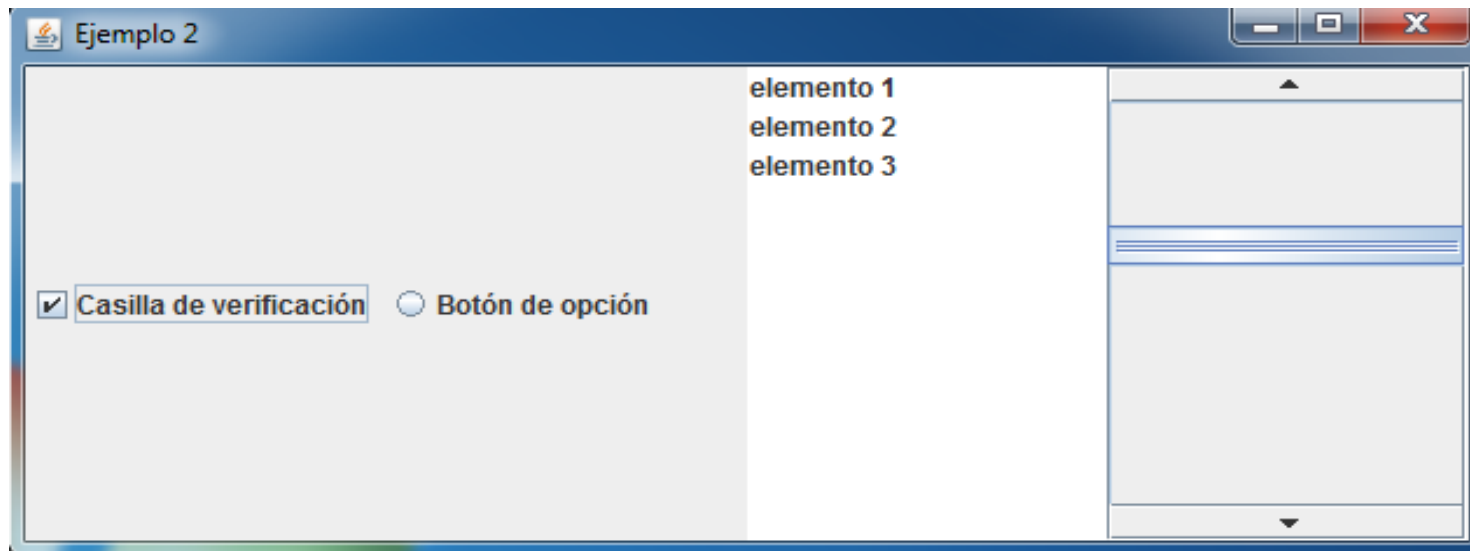 Ejemplo 2
elemento 1
elemento 2
elemento 3
Casilla de verificación
Botón de opción